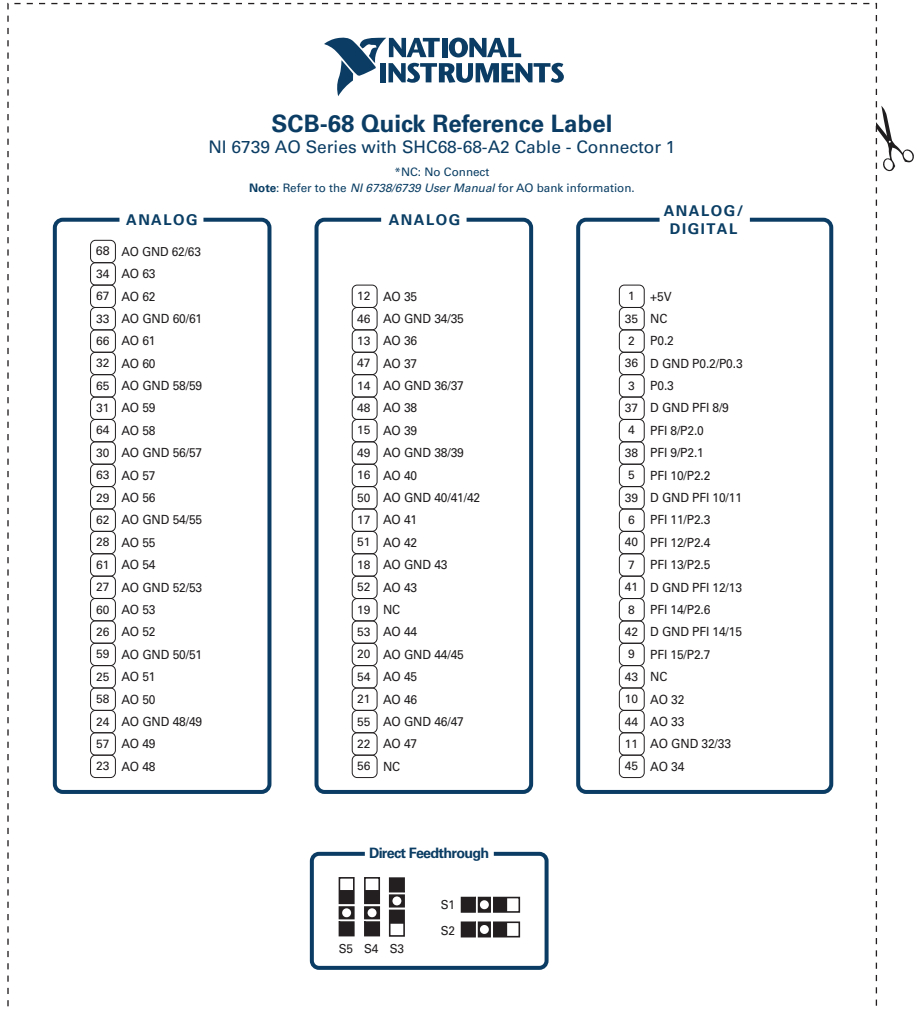 NATIONAL
INSTRUMENTS
SCB-68 Quick Reference Label
NI 6739 AO Series with SHC68-68-A2 Cable - Connector 1
*NC: No Connect
Note: Refer to the NI 6738/6739 User Manual for AO bank information.
ANALOG
68 AO GND 62/63
34 AO 63
67 AO 62
33 AO GND 60/61
66 AO 61
32 AO 60
65 AO GND 58/59
31 AO 59
64 AO 58
30 AO GND 56/57
63 AO 57
29 AO 56
62 AO GND 54/55
28 AO 55
61 AO 54
27 AO GND 52/53
60 AO 53
26 AO 52
59 AO GND 50/51
25 AO 51
58 AO 50
24 AO GND 48/49
57 AO 49
23 AO 48
ANALOG
12 AO 35
46 AO GND 34/35
13 AO 36
47 AO 37
14 AO GND 36/37
48 AO 38
15 AO 39
49 AO GND 38/39
16 AO 40
50 AO GND 40/41/42
17 AO 41
51 AO 42
18 AO GND 43
52 AO 43
19 NC
53 AO 44
20 AO GND 44/45
54 AO 45
21 AO 46
55 AO GND 46/47
22 AO 47
56 NC
ANALOG/
DIGITAL
1 +5V
35 NC
2 P0.2
36 D GND P0.2/P0.3
3 P0.3
37 D GND PFI 8/9
4 PFI 8/P2.0
38 PFI 9/P2.1
5 PFI 10/P2.2
39 D GND PFI 10/11
6 PFI 11/P2.3
40 PFI 12/P2.4
7 PFI 13/P2.5
41 D GND PFI 12/13
8 PFI 14/P2.6
42 D GND PFI 14/15
9 PFI 15/P2.7
43 NC
10 AO 32
44 AO 33
11 AO GND 32/33
45 AO 34
Direct Feedthrough
S1
S2
S5 S4 S3